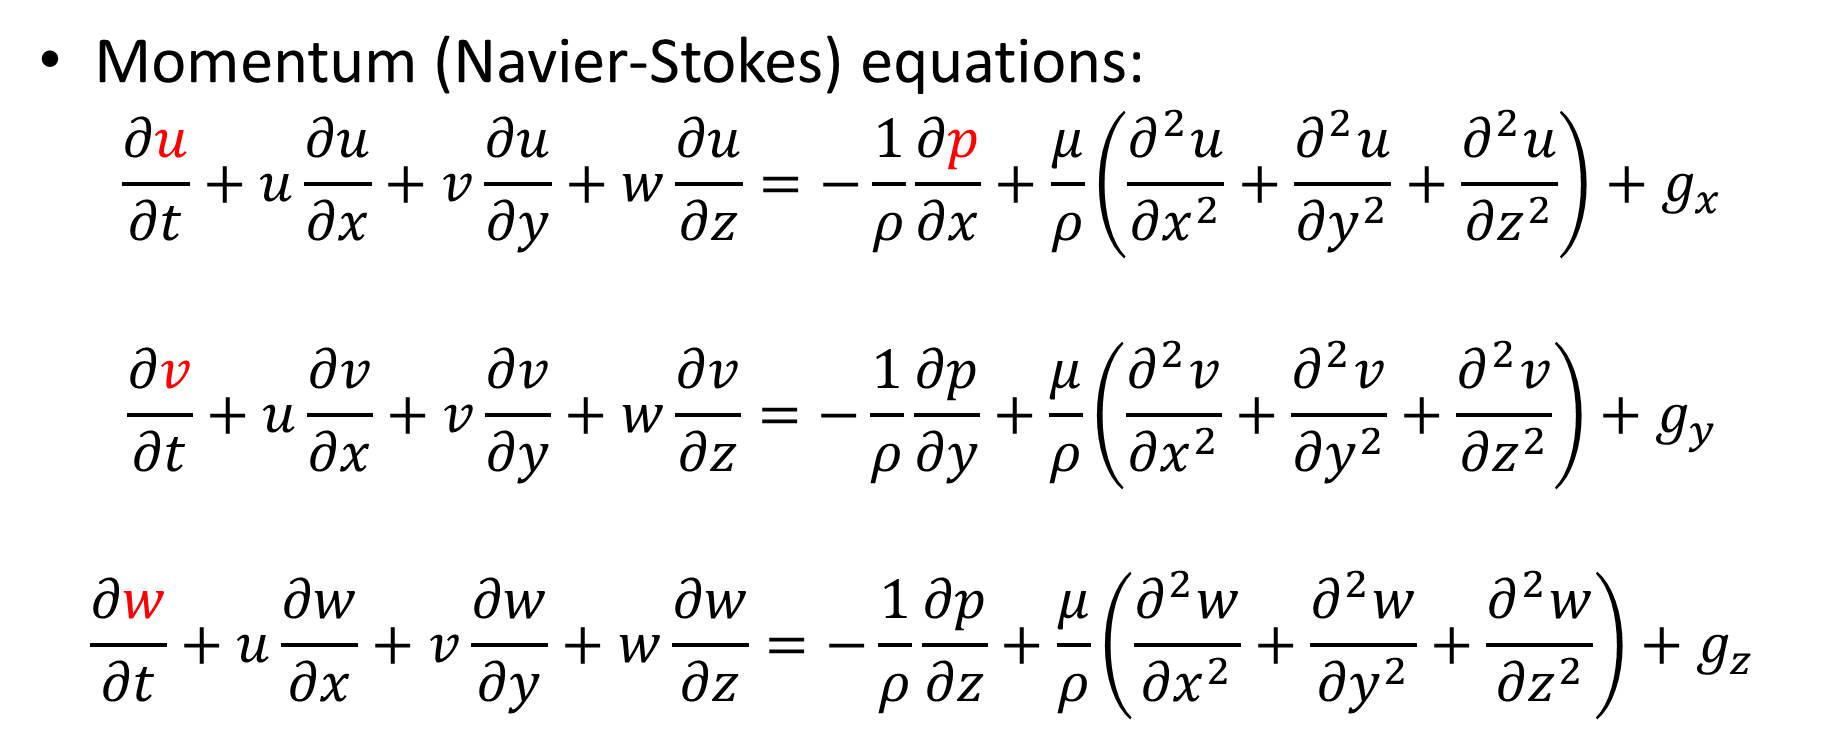 • Momentum (Navier-Stokes) equations:
∂u/∂t + u ∂u/∂x + v ∂u/∂y + w ∂u/∂z = − 1/ρ ∂p/∂x + μ/ρ (∂²u/∂x² + ∂²u/∂y² + ∂²u/∂z²) + gₓ
∂v/∂t + u ∂v/∂x + v ∂v/∂y + w ∂v/∂z = − 1/ρ ∂p/∂y + μ/ρ (∂²v/∂x² + ∂²v/∂y² + ∂²v/∂z²) + g_y
∂w/∂t + u ∂w/∂x + v ∂w/∂y + w ∂w/∂z = − 1/ρ ∂p/∂z + μ/ρ (∂²w/∂x² + ∂²w/∂y² + ∂²w/∂z²) + g_z